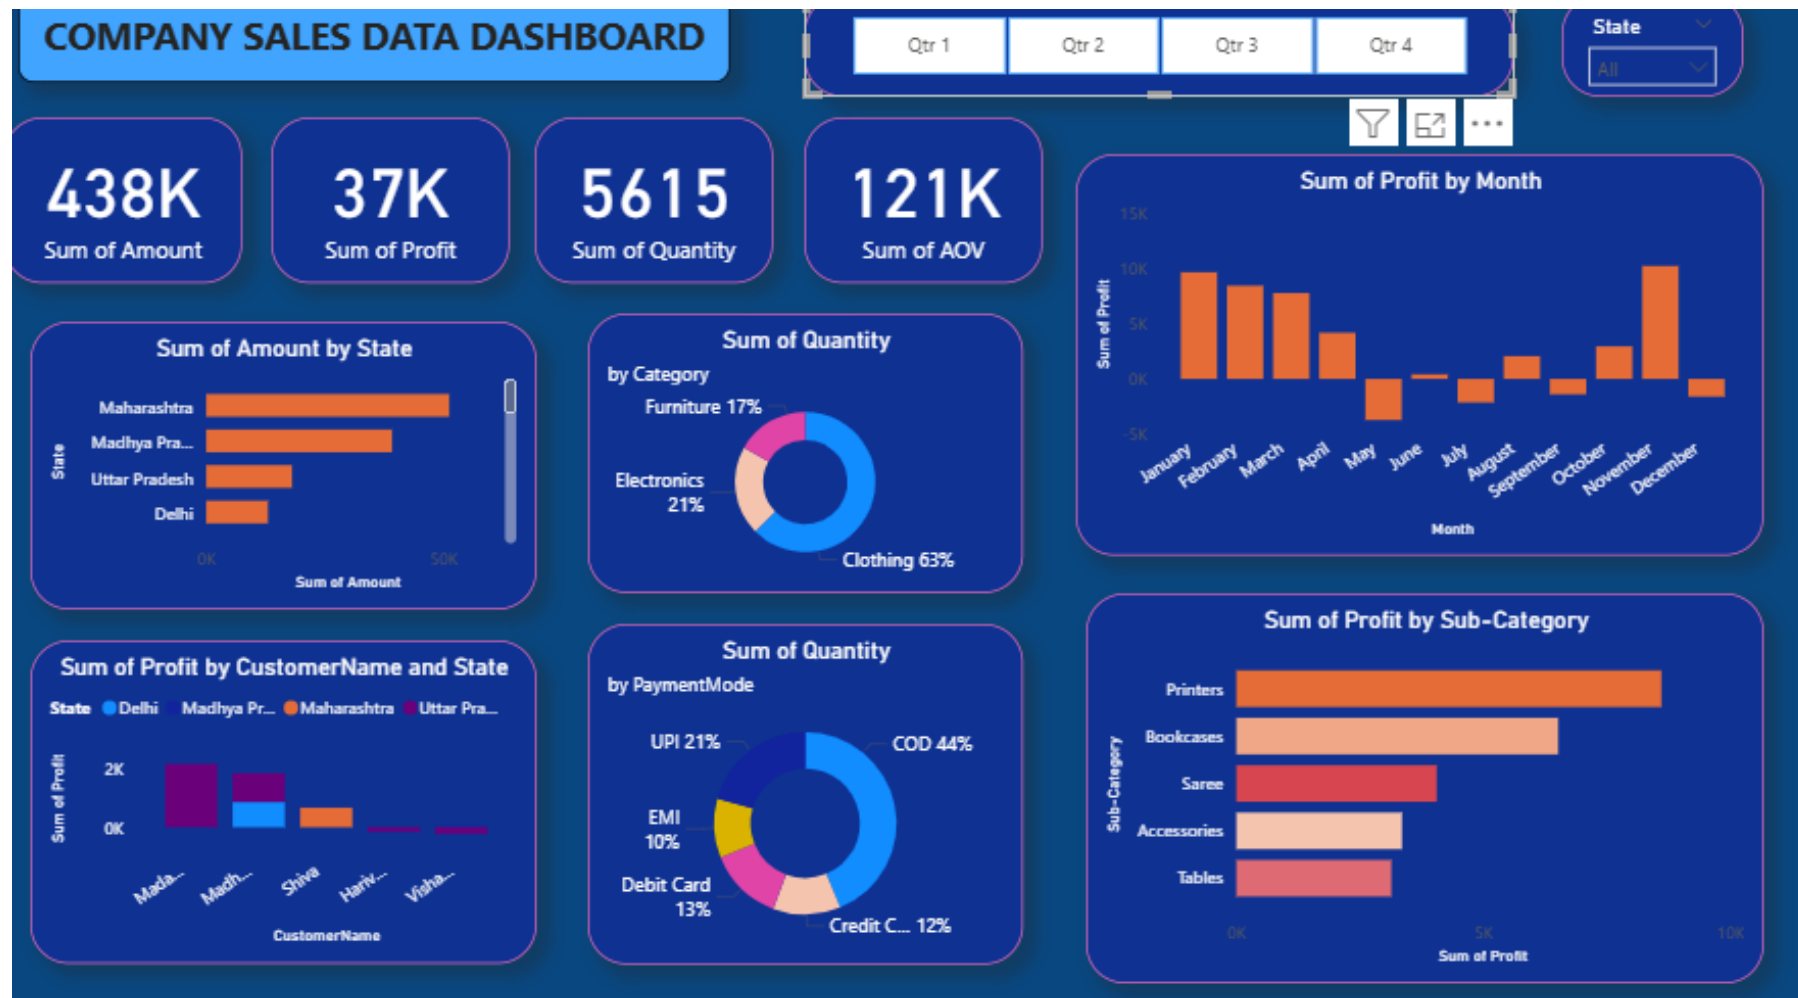 COMPANY SALES DATA DASHBOARD
Qtr 1
Qtr 2
Qtr 3
Qtr 4
State
All
438K
Sum of Amount
37K
Sum of Profit
5615
Sum of Quantity
121K
Sum of AOV
Sum of Profit by Month
15K
10K
5K
0K
-5K
Sum of Profit
January
February
March
April
May
June
July
August
September
October
November
December
Month
Sum of Amount by State
State
Maharashtra
Madhya Pra...
Uttar Pradesh
Delhi
0K
50K
Sum of Amount
Sum of Quantity
by Category
Furniture 17%
Electronics
21%
Clothing 63%
Sum of Profit by CustomerName and State
State
Delhi
Madhya Pr...
Maharashtra
Uttar Pra...
Sum of Profit
2K
0K
Mada...
Madh...
Shiva
Hariv...
Visha...
CustomerName
Sum of Quantity
by PaymentMode
UPI 21%
COD 44%
EMI
10%
Debit Card
13%
Credit C... 12%
Sum of Profit by Sub-Category
Sub-Category
Printers
Bookcases
Saree
Accessories
Tables
0K
5K
10K
Sum of Profit